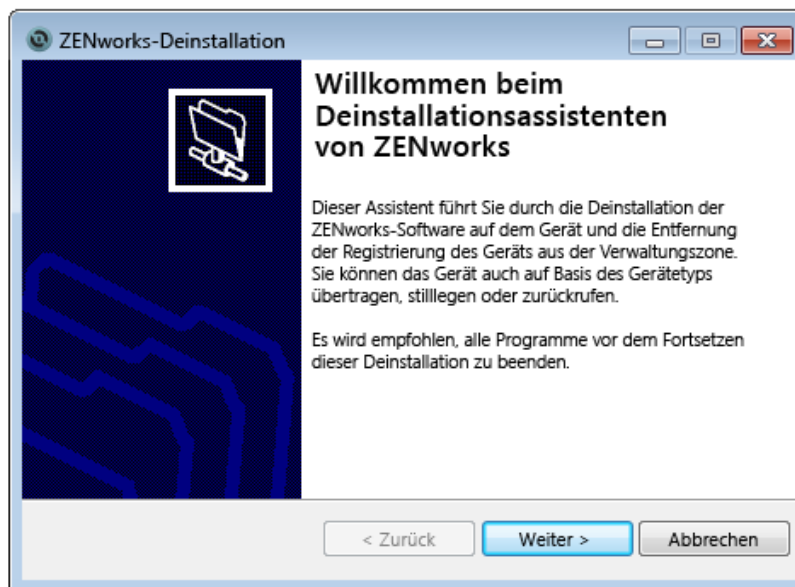 ZENworks-Deinstallation
Willkommen beim
Deinstallationsassistenten
von ZENworks
Dieser Assistent führt Sie durch die Deinstallation der
ZENworks-Software auf dem Gerät und die Entfernung
der Registrierung des Geräts aus der Verwaltungszone.
Sie können das Gerät auch auf Basis des Gerätetyps
übertragen, stilllegen oder zurückrufen.
Es wird empfohlen, alle Programme vor dem Fortsetzen
dieser Deinstallation zu beenden.
< Zurück
Weiter >
Abbrechen